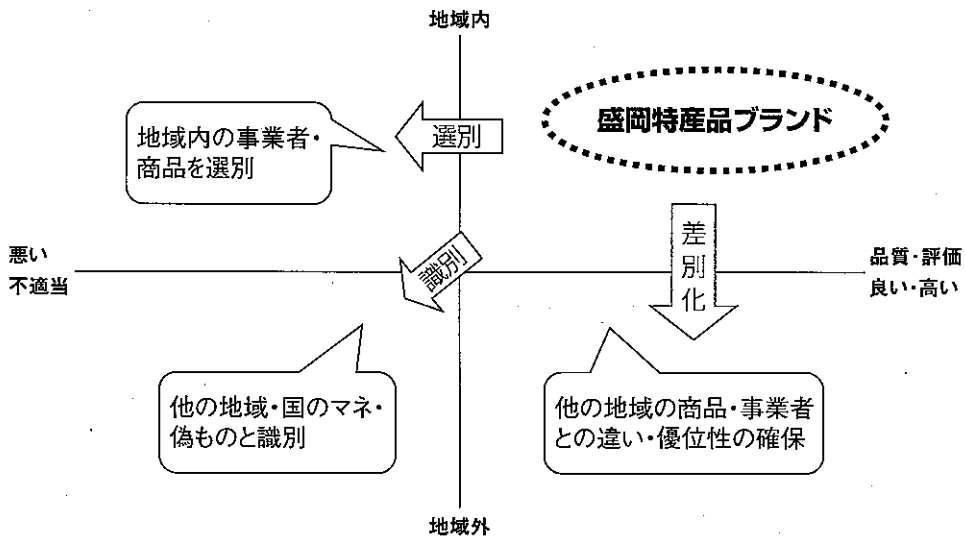 地域内
盛岡特産品ブランド
地域内の事業者・
商品を選別
選別
悪い
不適当
識別
差別化
品質・評価
良い・高い
他の地域・国のマネ・
偽ものと識別
他の地域の商品・事業者
との違い・優位性の確保
地域外